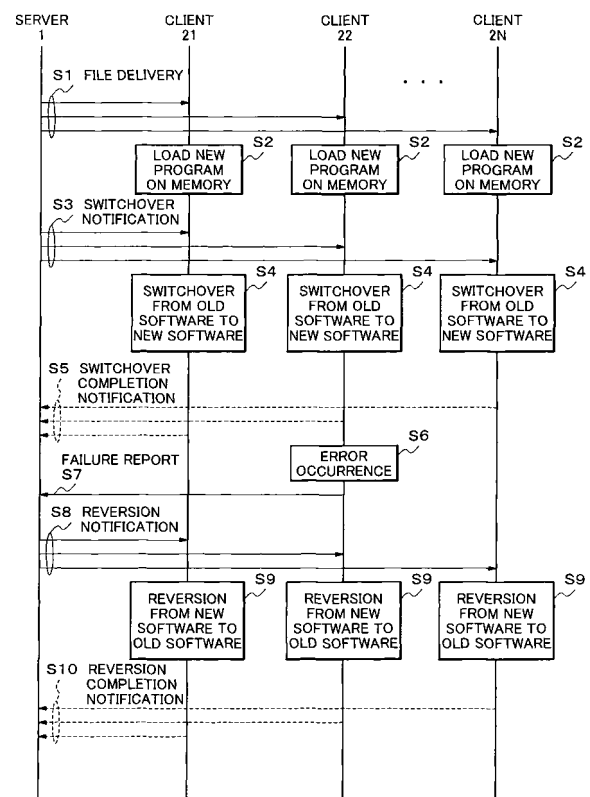 SERVER
1
CLIENT
21
CLIENT
22
CLIENT
2N
S1 FILE DELIVERY
. . .
LOAD NEW
PROGRAM
ON MEMORY
S2
LOAD NEW
PROGRAM
ON MEMORY
S2
LOAD NEW
PROGRAM
ON MEMORY
S2
S3 SWITCHOVER
NOTIFICATION
SWITCHOVER
FROM OLD
SOFTWARE TO
NEW SOFTWARE
S4
SWITCHOVER
FROM OLD
SOFTWARE TO
NEW SOFTWARE
S4
SWITCHOVER
FROM OLD
SOFTWARE TO
NEW SOFTWARE
S4
S5 SWITCHOVER
COMPLETION
NOTIFICATION
ERROR
OCCURRENCE
S6
FAILURE REPORT
S7
S8 REVERSION
NOTIFICATION
REVERSION
FROM NEW
SOFTWARE TO
OLD SOFTWARE
S9
REVERSION
FROM NEW
SOFTWARE TO
OLD SOFTWARE
S9
REVERSION
FROM NEW
SOFTWARE TO
OLD SOFTWARE
S9
S10 REVERSION
COMPLETION
NOTIFICATION